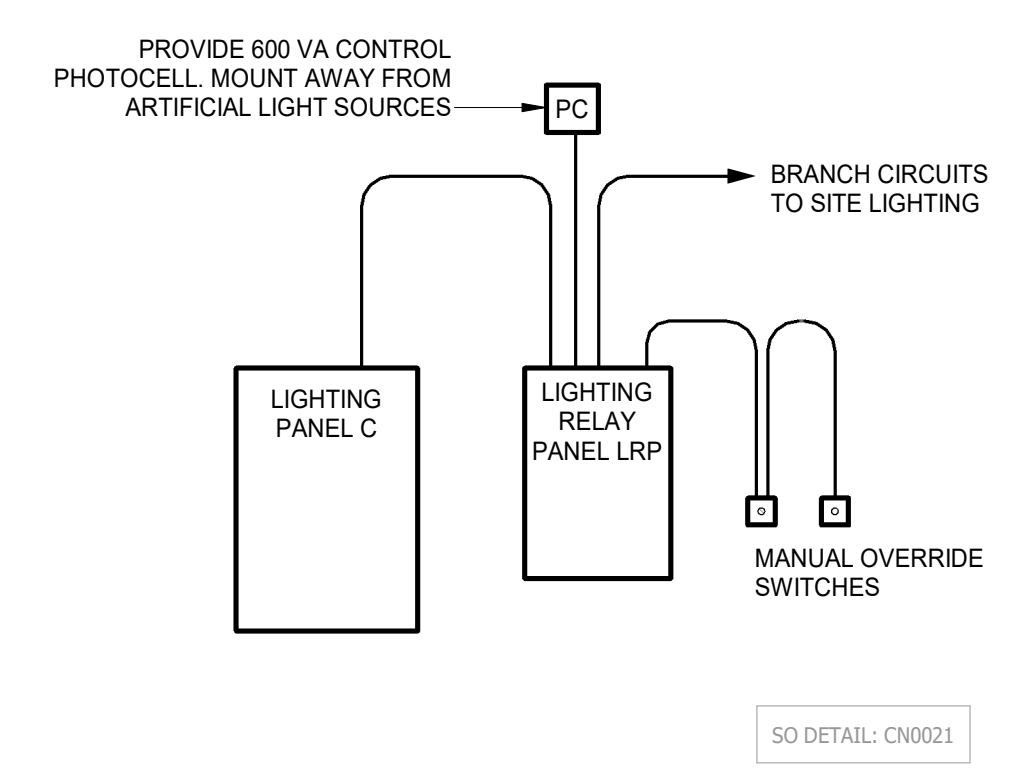 PROVIDE 600 VA CONTROL
PHOTOCELL. MOUNT AWAY FROM
ARTIFICIAL LIGHT SOURCES
PC
BRANCH CIRCUITS
TO SITE LIGHTING
LIGHTING
PANEL C
LIGHTING
RELAY
PANEL LRP
MANUAL OVERRIDE
SWITCHES
SO DETAIL: CN0021